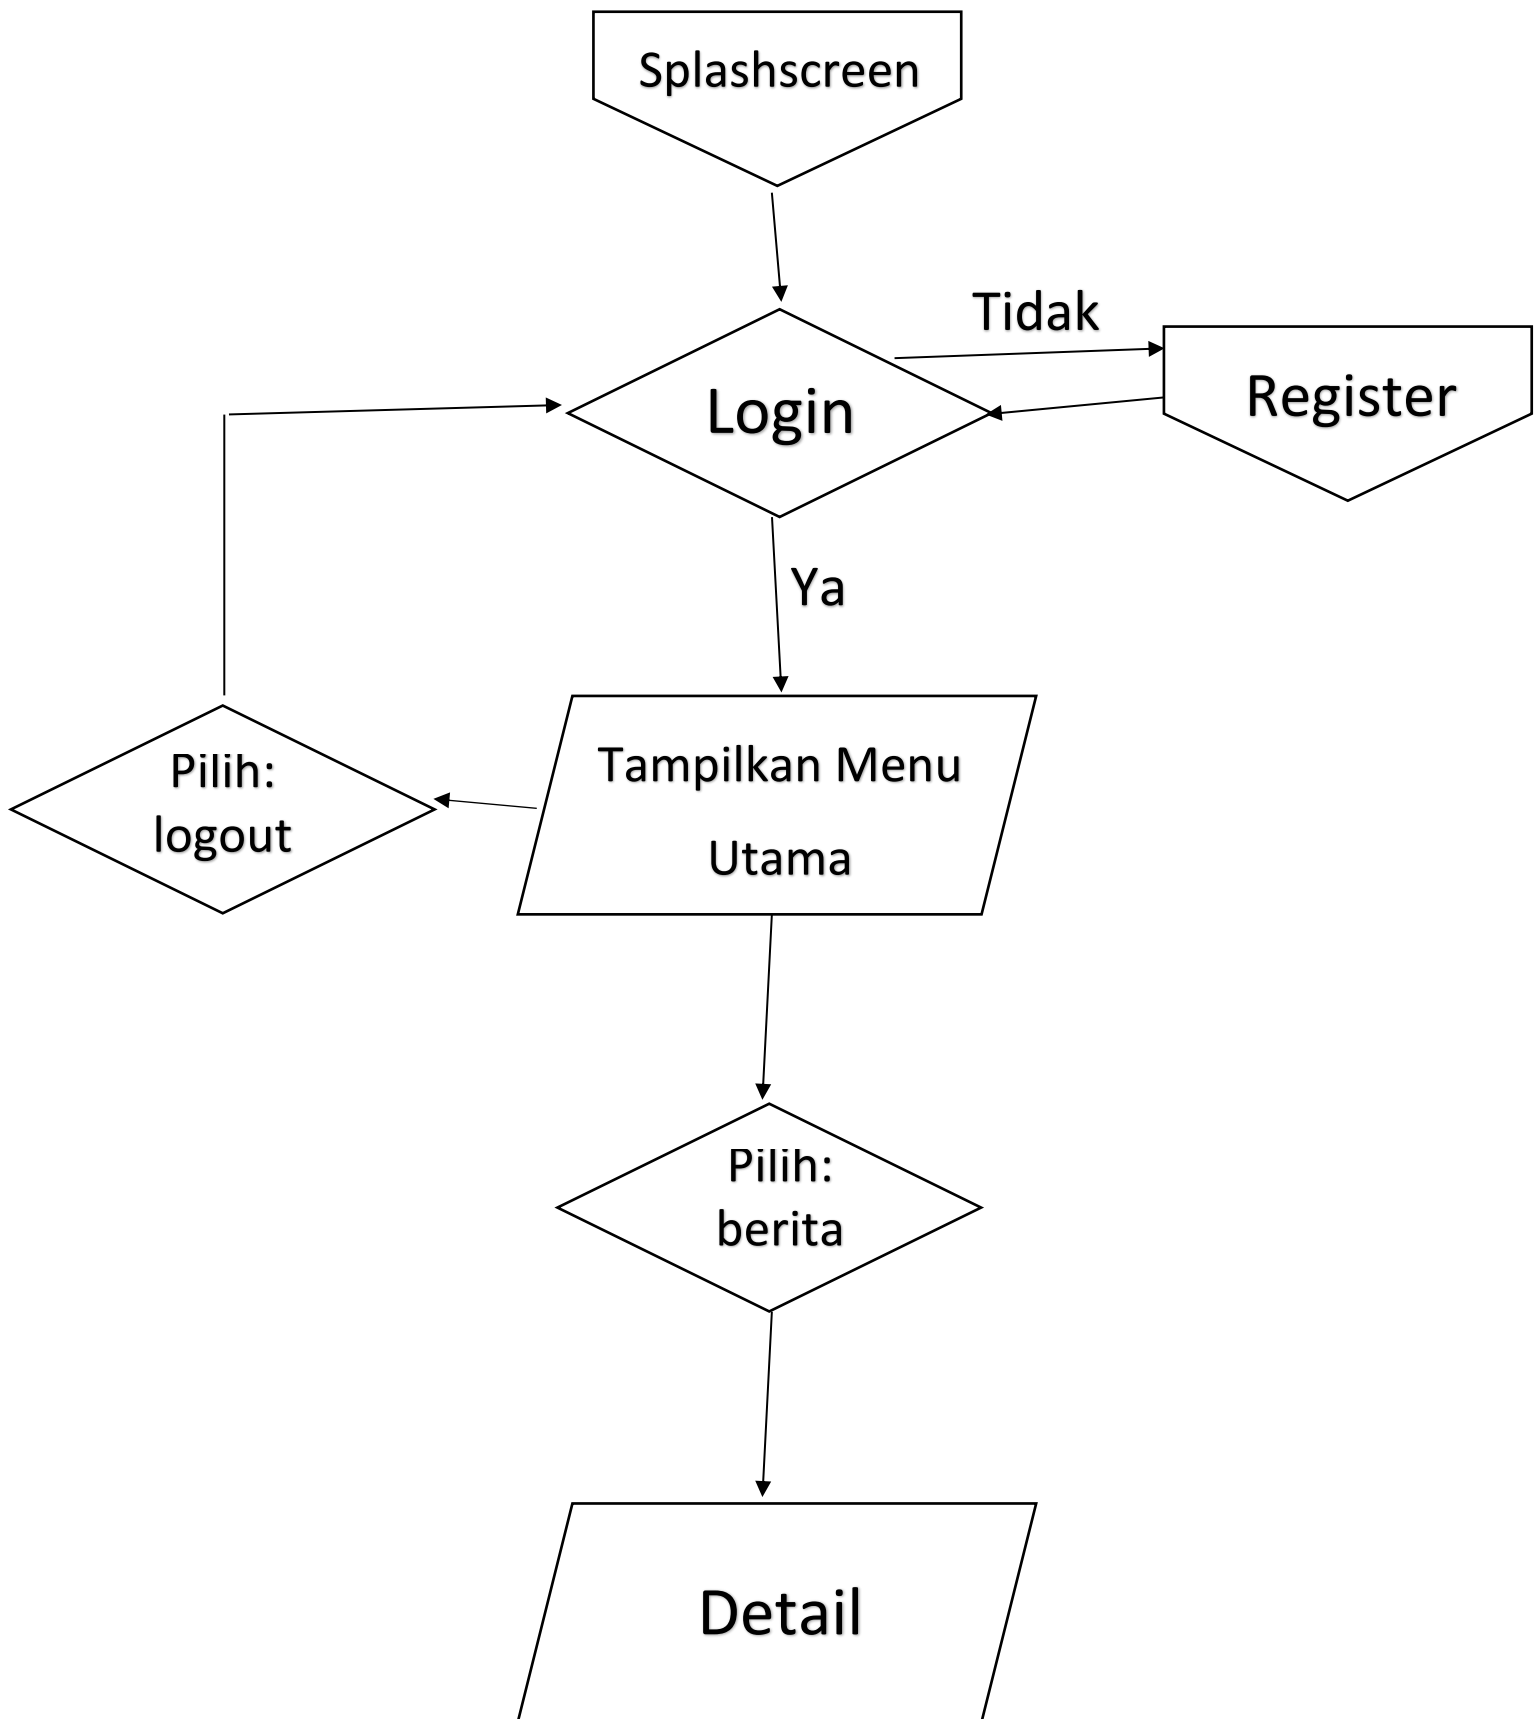 Splashscreen
Tidak
Register
Login
Ya
Tampilkan Menu
Utama
Pilih:
logout
Pilih:
berita
Detail